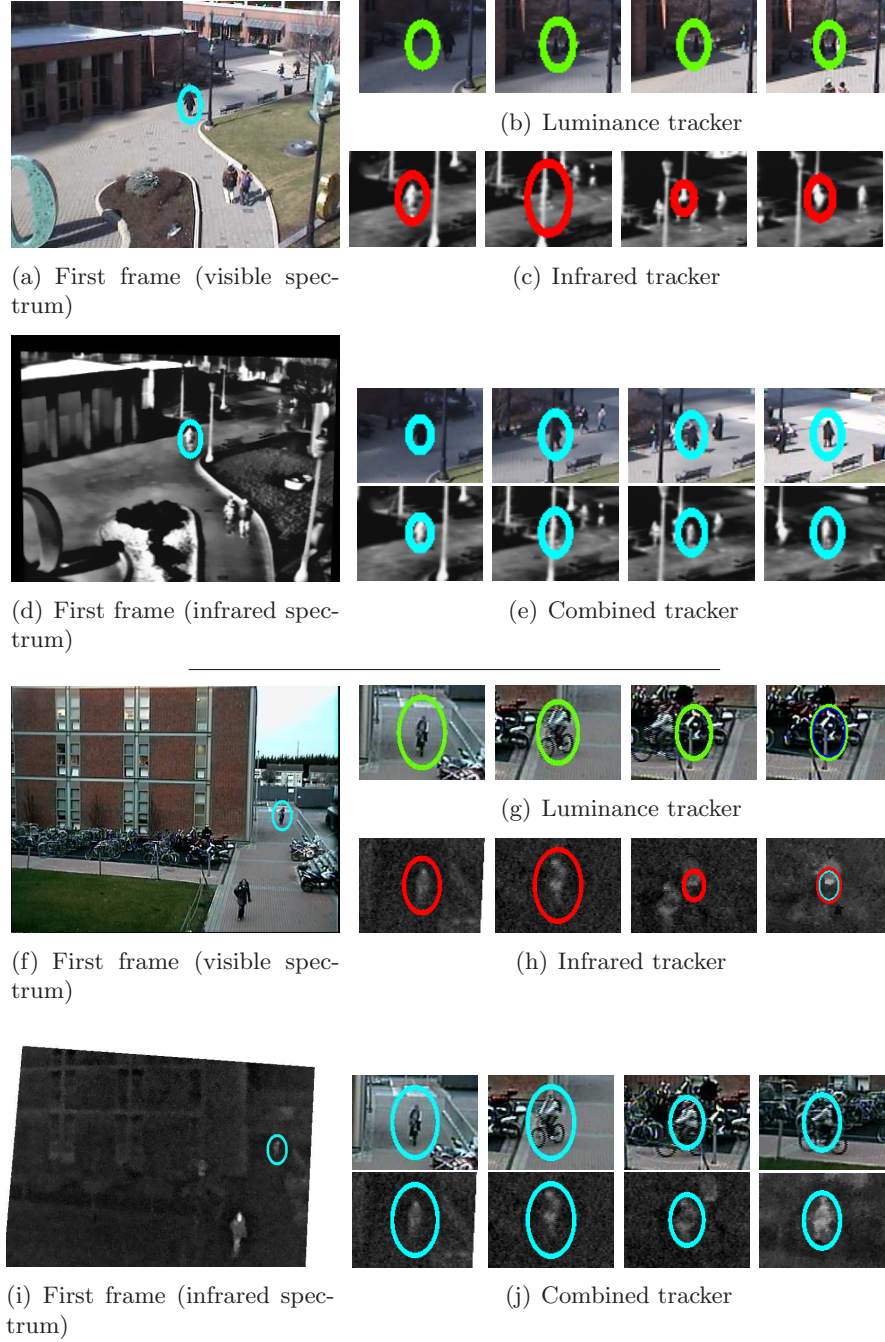 (b) Luminance tracker
(a) First frame (visible spec-
trum)
(c) Infrared tracker
(d) First frame (infrared spec-
trum)
(e) Combined tracker
(g) Luminance tracker
(f) First frame (visible spec-
trum)
(h) Infrared tracker
(i) First frame (infrared spec-
trum)
(j) Combined tracker